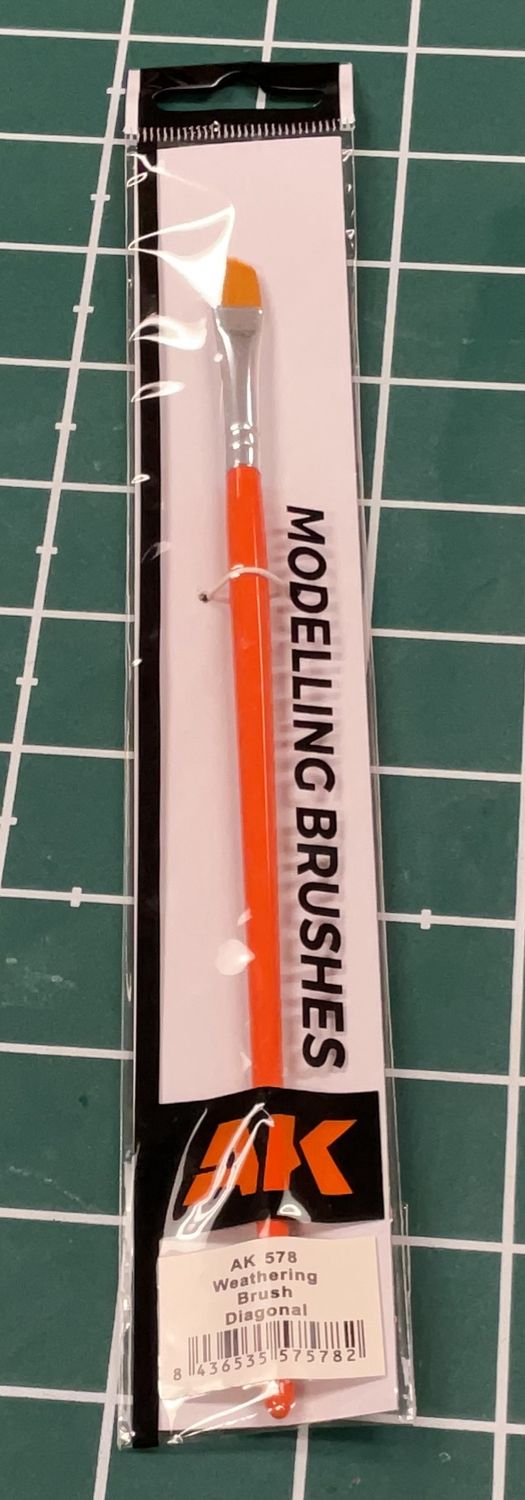 MODELLING BRUSHES
AK
AK 578
Weathering
Brush
Diagonal
8 436535 575782